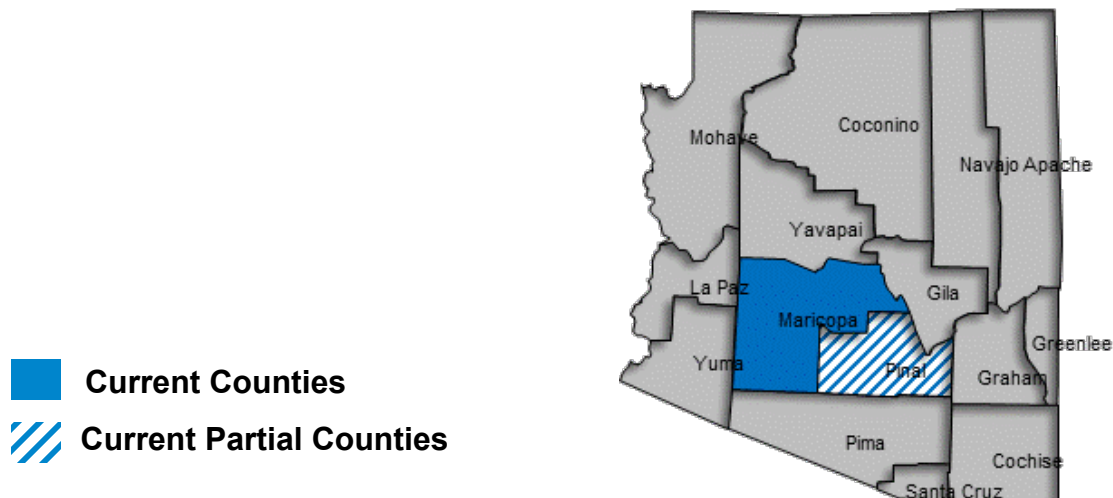 Coconino
Mohave
Navajo Apache
Yavapai
La Paz
Gila
Maricopa
Greenlee
Yuma
Pinal
Graham
Current Counties
Current Partial Counties
Pima
Cochise
Santa Cruz